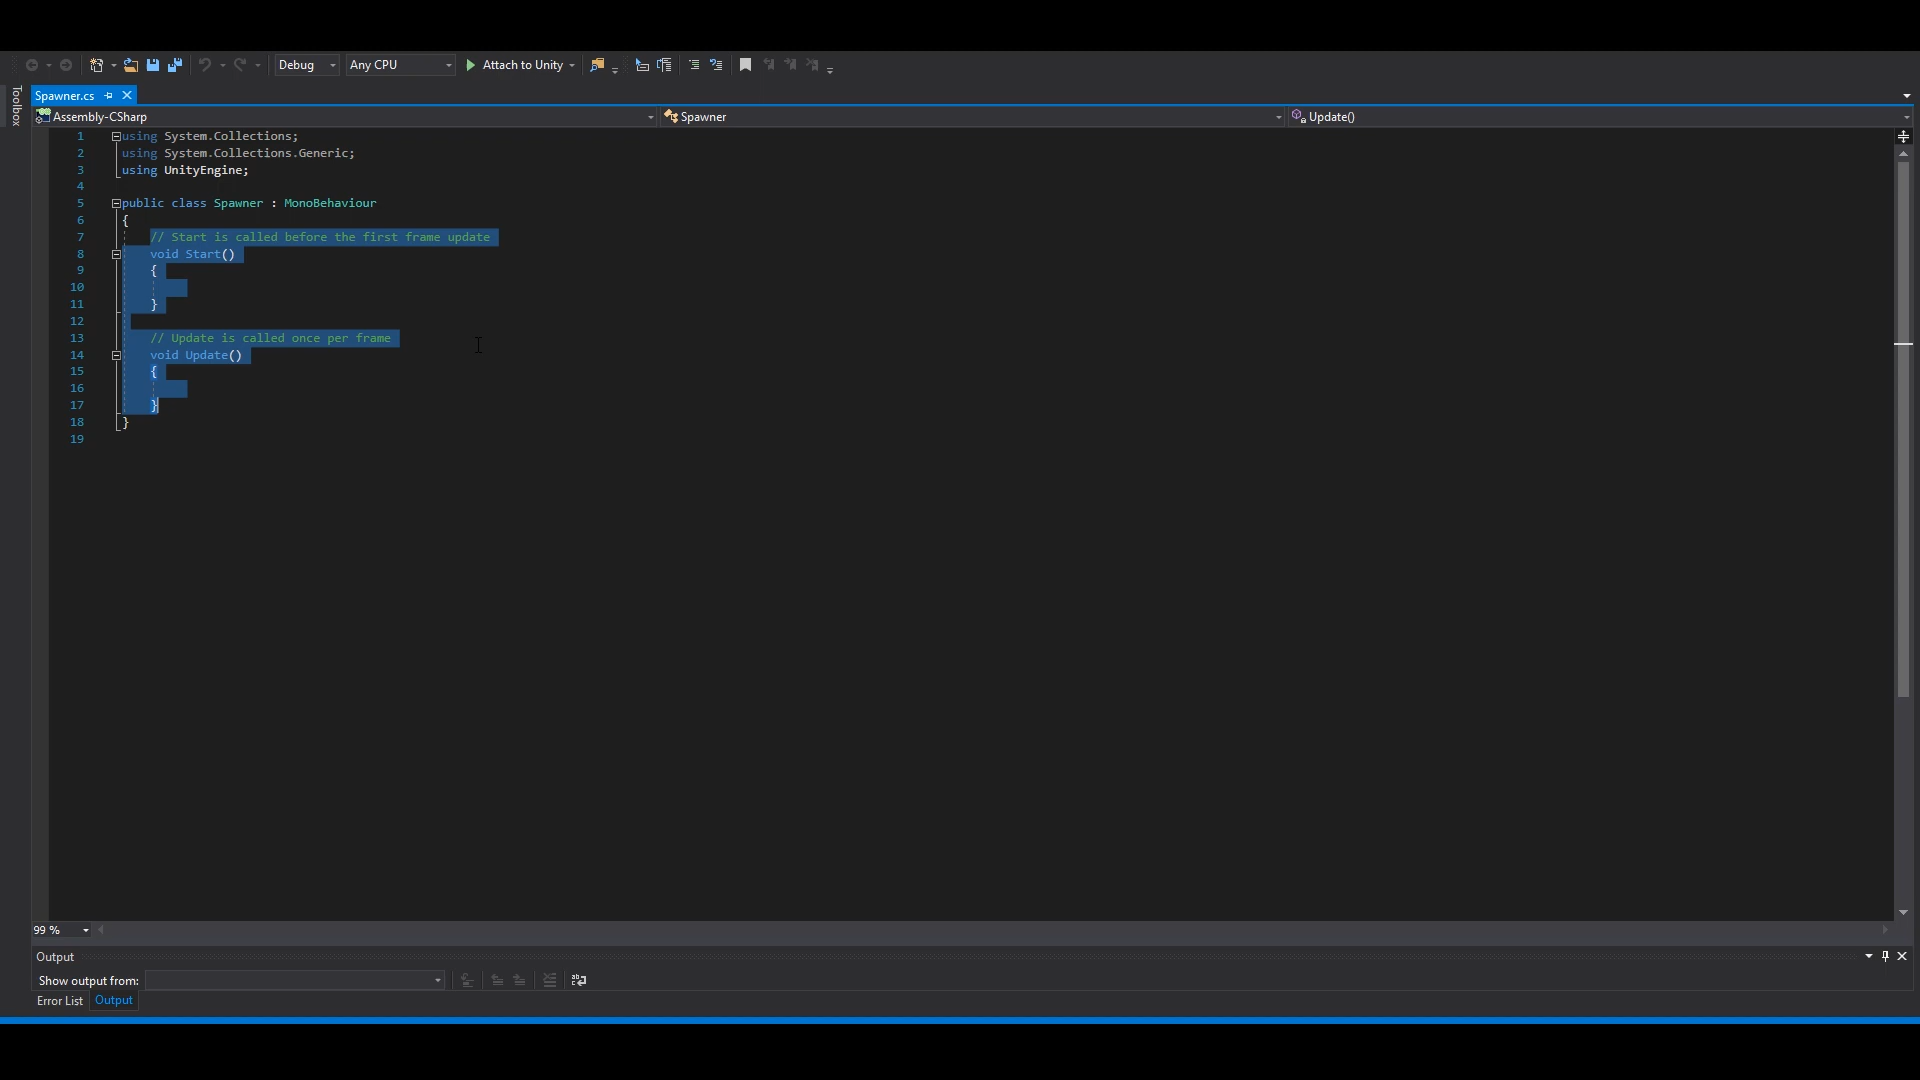 Debug Any CPU Attach to Unity
Toolbox
Spawner.cs
Assembly-CSharp Spawner Update()
1 using System.Collections;
2 using System.Collections.Generic;
3 using UnityEngine;
4
5 public class Spawner : MonoBehaviour
6 {
7 // Start is called before the first frame update
8 void Start()
9 {
10
11 }
12
13 // Update is called once per frame
14 void Update()
15 {
16
17 }
18 }
19
99 %
Output
Show output from:
Error List Output